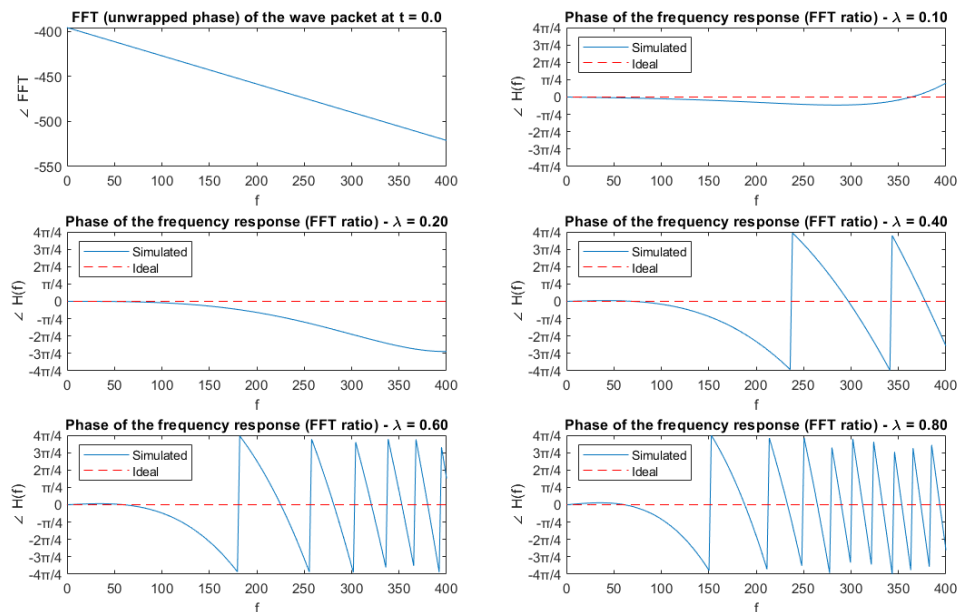 FFT (unwrapped phase) of the wave packet at t = 0.0
-400
-450
-500
-550
∠ FFT
0 50 100 150 200 250 300 350 400
f
Phase of the frequency response (FFT ratio) - λ = 0.10
4π/4
3π/4
2π/4
π/4
0
-π/4
-2π/4
-3π/4
-4π/4
∠ H(f)
Simulated
Ideal
0 50 100 150 200 250 300 350 400
f
Phase of the frequency response (FFT ratio) - λ = 0.20
4π/4
3π/4
2π/4
π/4
0
-π/4
-2π/4
-3π/4
-4π/4
∠ H(f)
Simulated
Ideal
0 50 100 150 200 250 300 350 400
f
Phase of the frequency response (FFT ratio) - λ = 0.40
4π/4
3π/4
2π/4
π/4
0
-π/4
-2π/4
-3π/4
-4π/4
∠ H(f)
Simulated
Ideal
0 50 100 150 200 250 300 350 400
f
Phase of the frequency response (FFT ratio) - λ = 0.60
4π/4
3π/4
2π/4
π/4
0
-π/4
-2π/4
-3π/4
-4π/4
∠ H(f)
Simulated
Ideal
0 50 100 150 200 250 300 350 400
f
Phase of the frequency response (FFT ratio) - λ = 0.80
4π/4
3π/4
2π/4
π/4
0
-π/4
-2π/4
-3π/4
-4π/4
∠ H(f)
Simulated
Ideal
0 50 100 150 200 250 300 350 400
f